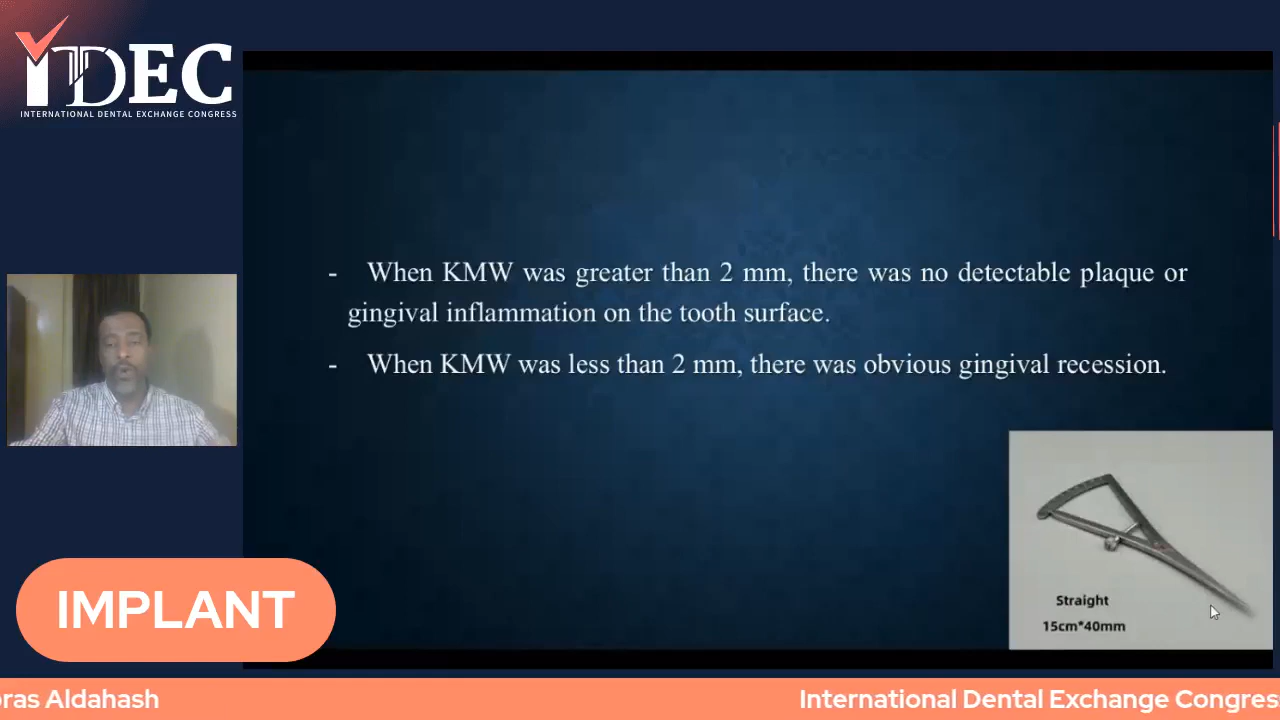 IDEC
INTERNATIONAL DENTAL EXCHANGE CONGRESS
- When KMW was greater than 2 mm, there was no detectable plaque or
gingival inflammation on the tooth surface.
- When KMW was less than 2 mm, there was obvious gingival recession.
Straight
15cm*40mm
IMPLANT
ras Aldahash
International Dental Exchange Congres